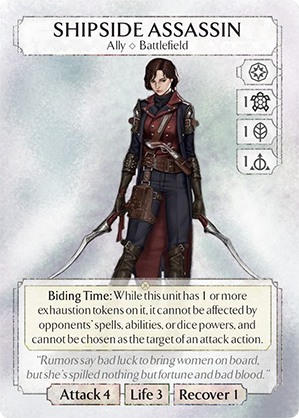 SHIPSIDE ASSASSIN
Ally ◇ Battlefield
1
1
1
Biding Time: While this unit has 1 or more
exhaustion tokens on it, it cannot be affected by
opponents' spells, abilities, or dice powers, and
cannot be chosen as the target of an attack action.
"Rumors say bad luck to bring women on board,
but she's spilled nothing but fortune and bad blood."
Attack 4 Life 3 Recover 1